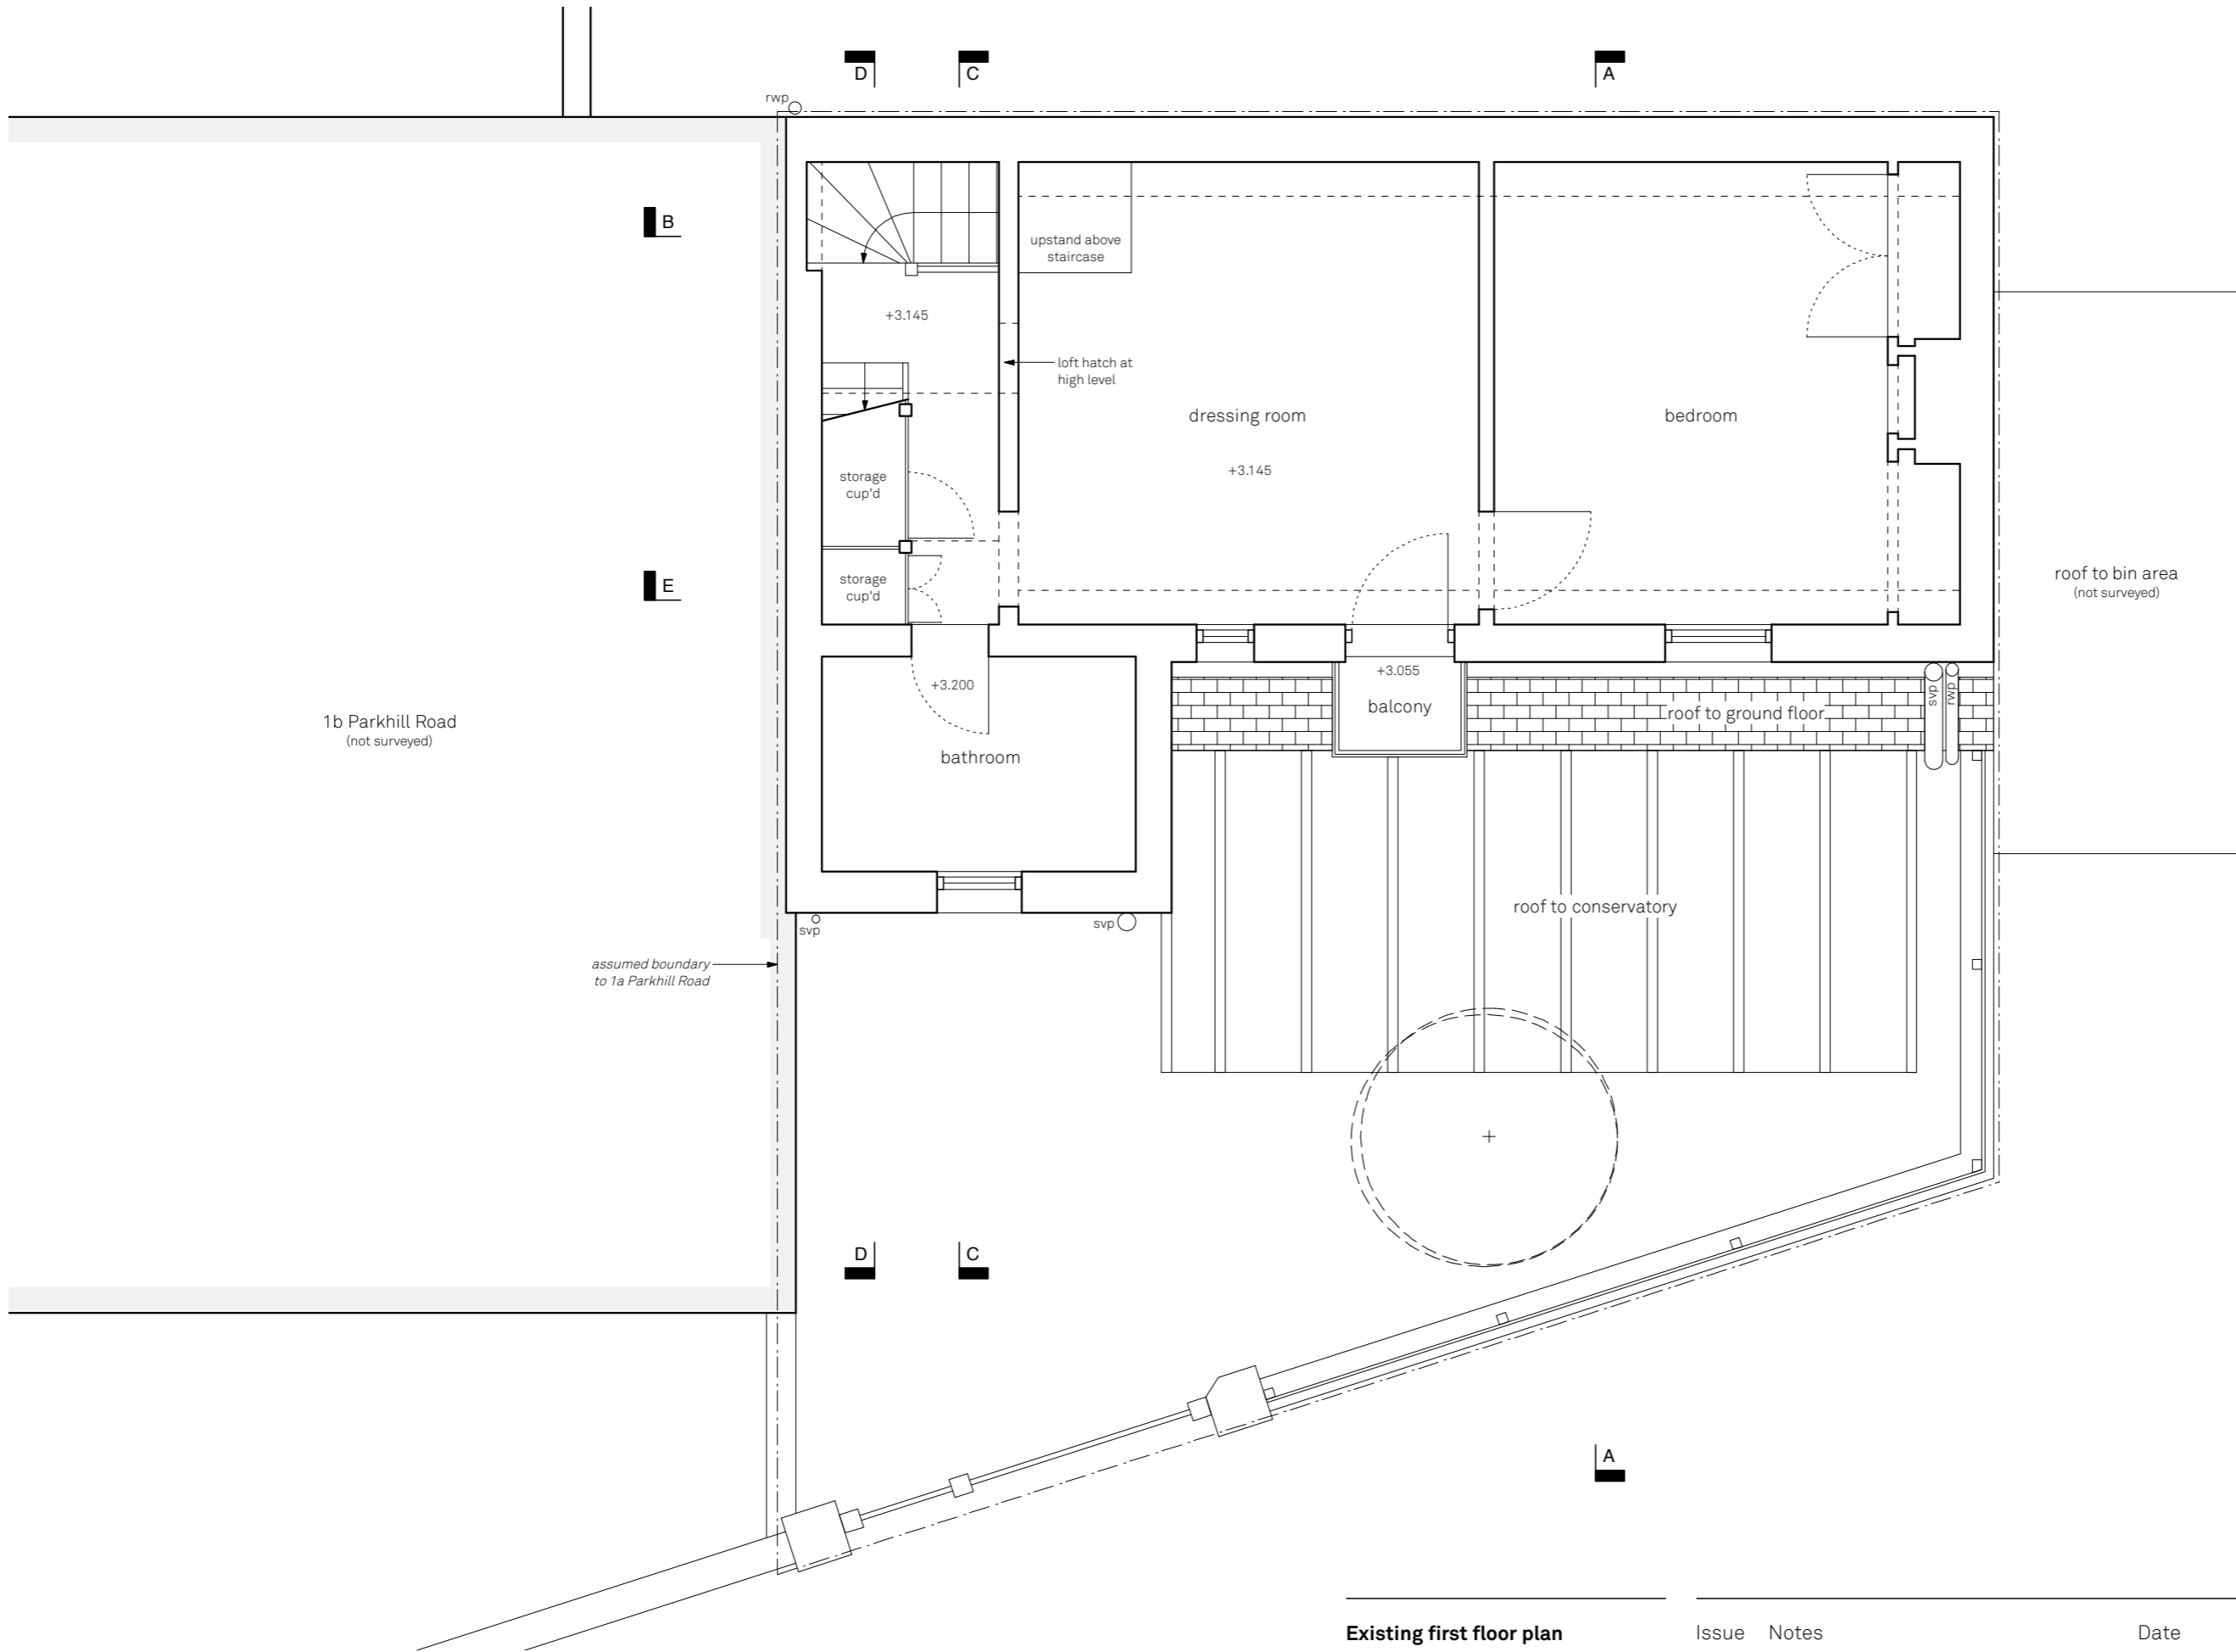 D
C
A
rwp
B
upstand above
staircase
+3.145
loft hatch at
high level
dressing room
bedroom
+3.145
storage
cup'd
E
storage
cup'd
roof to bin area
(not surveyed)
+3.200
+3.055
balcony
svp
rwp
roof to ground floor
1b Parkhill Road
(not surveyed)
bathroom
roof to conservatory
svp
svp
assumed boundary
to 1a Parkhill Road
D
C
A
Existing first floor plan
Issue Notes Date